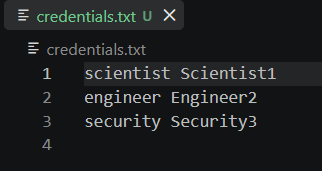 credentials.txt U ×
credentials.txt
1 scientist Scientist1
2 engineer Engineer2
3 security Security3
4